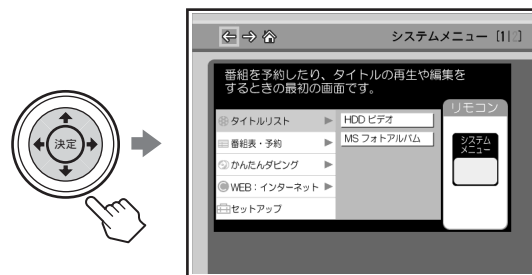 決定
システムメニュー [1|2]
番組を予約したり、タイトルの再生や編集を
するときの最初の画面です。
リモコン
システム
メニュー
タイトルリスト
番組表・予約
かんたんダビング
WEB：インターネット
セットアップ
HDD ビデオ
MS フォトアルバム